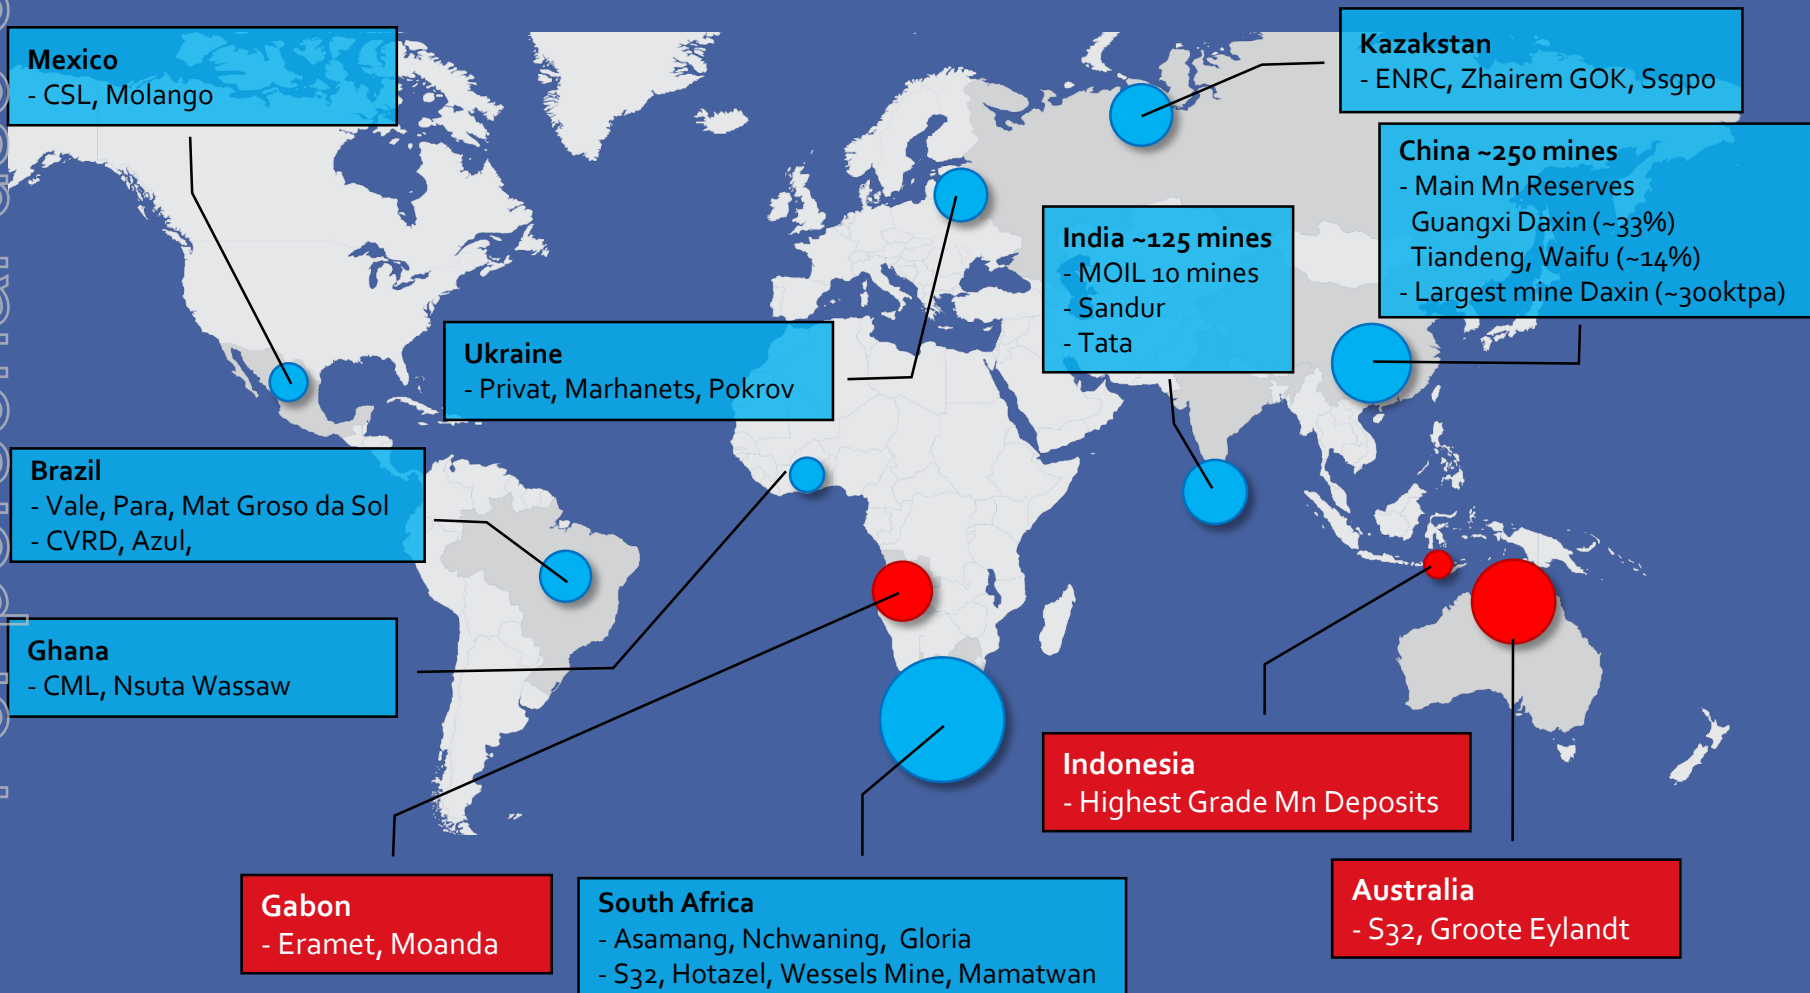 Mexico
- CSL, Molango
Kazakstan
- ENRC, Zhairem GOK, Ssgpo
China ~250 mines
- Main Mn Reserves
Guangxi Daxin (~33%)
Tiandeng, Waifu (~14%)
- Largest mine Daxin (~300ktpa)
India ~125 mines
- MOIL 10 mines
- Sandur
- Tata
Ukraine
- Privat, Marhanets, Pokrov
Brazil
- Vale, Para, Mat Groso da Sol
- CVRD, Azul,
Ghana
- CML, Nsuta Wassaw
Indonesia
- Highest Grade Mn Deposits
Gabon
- Eramet, Moanda
South Africa
- Asamang, Nchwaning, Gloria
- S32, Hotazel, Wessels Mine, Mamatwan
Australia
- S32, Groote Eylandt